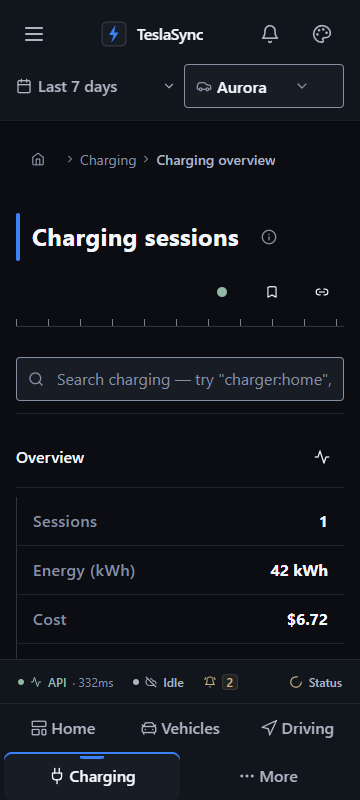 TeslaSync
Last 7 days
Aurora
Charging
Charging overview
Charging sessions
Search charging — try "charger:home",
Overview
Sessions 1
Energy (kWh) 42 kWh
Cost $6.72
API · 332ms Idle 2 Status
Home Vehicles Driving
Charging More